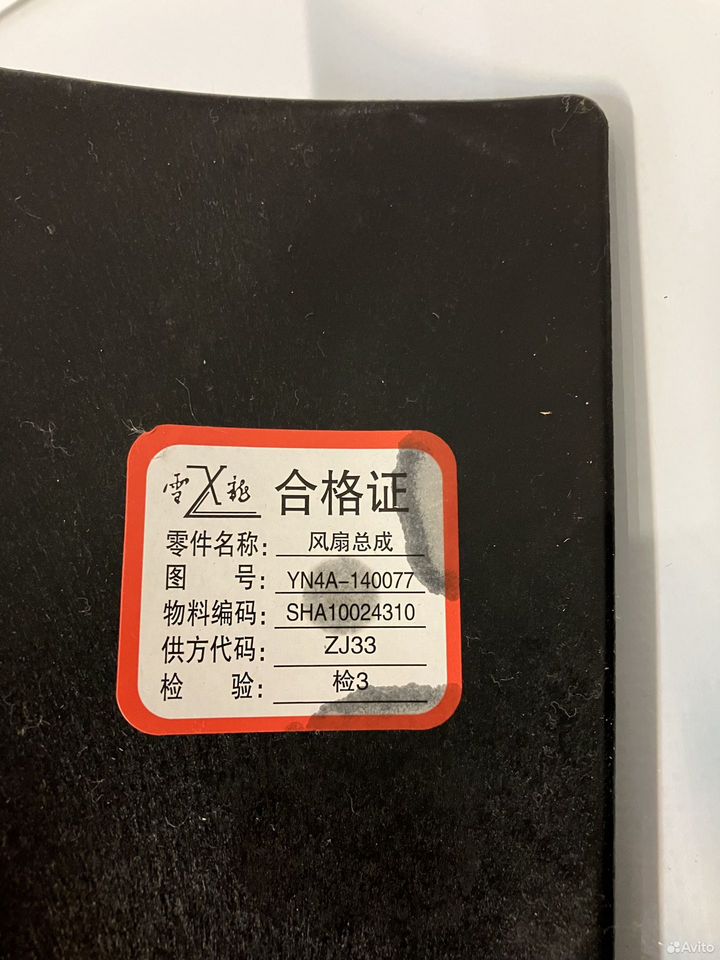 雪龙 合格证
零件名称: 风扇总成
图 号: YN4A-140077
物料编码: SHA10024310
供方代码: ZJ33
检 验: 检3
Avito